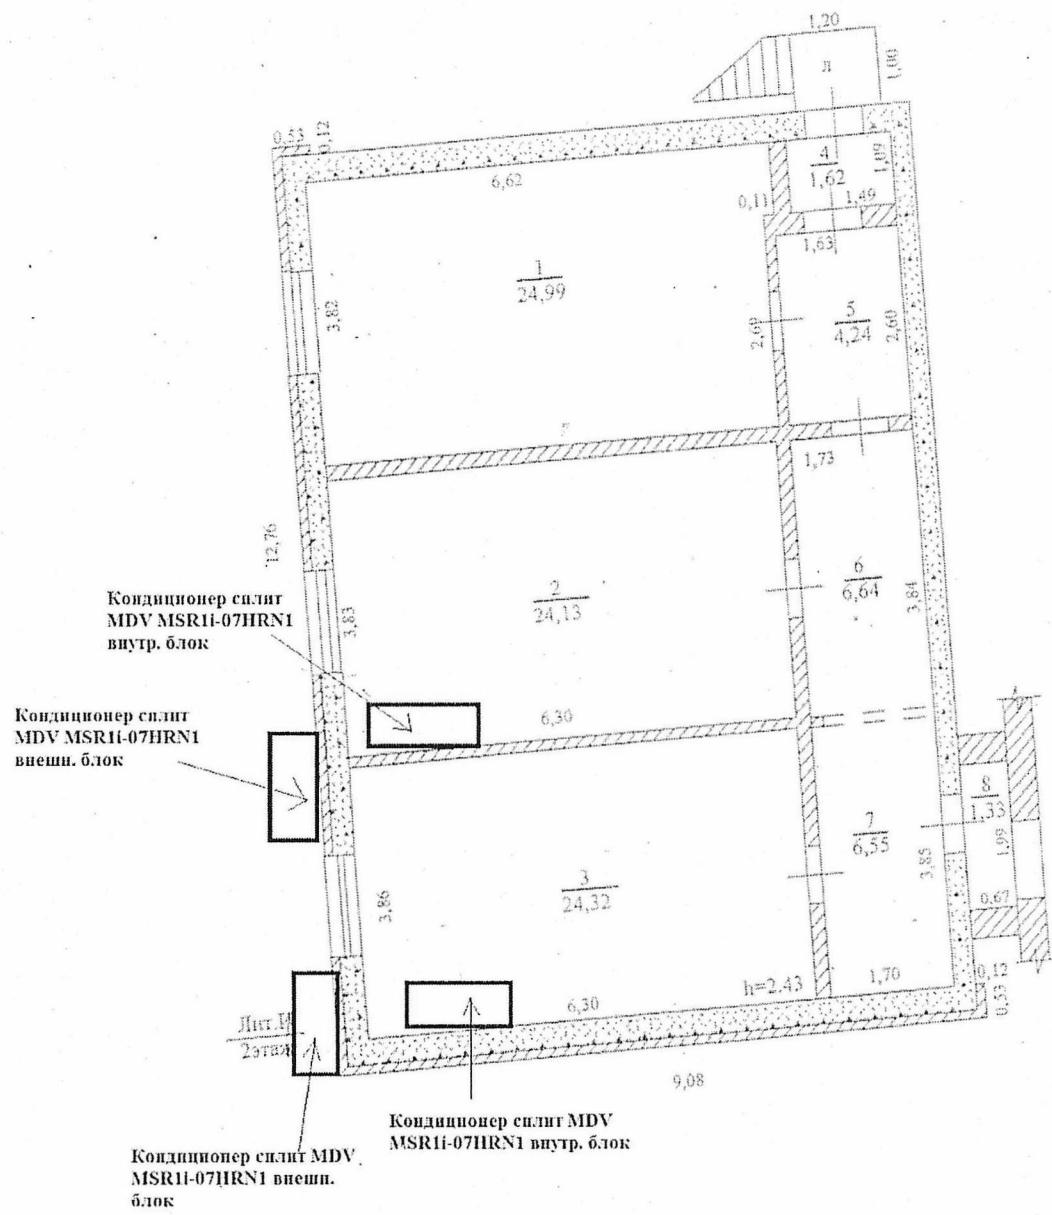 1,20
л
1,00
0,53
0,12
4
1,62
1,09
6,62
0,11
1,49
1,63
1
24,99
3,82
2,69
5
4,24
2,60
1,73
12,76
2
24,13
6
6,64
3,84
3,83
Кондиционер сплит
MDV MSR1i-07HRN1
внутр. блок
6,30
Кондиционер сплит
MDV MSR1i-07HRN1
внешн. блок
8
1,33
7
6,55
1,99
3,85
3
24,32
3,86
0,67
h=2.43
1,70
0,12
0,53
6,30
Лит.
2этаж
9,08
Кондиционер сплит MDV
MSR1i-07HRN1 внутр. блок
Кондиционер сплит MDV
MSR1i-07HRN1 внешн.
блок